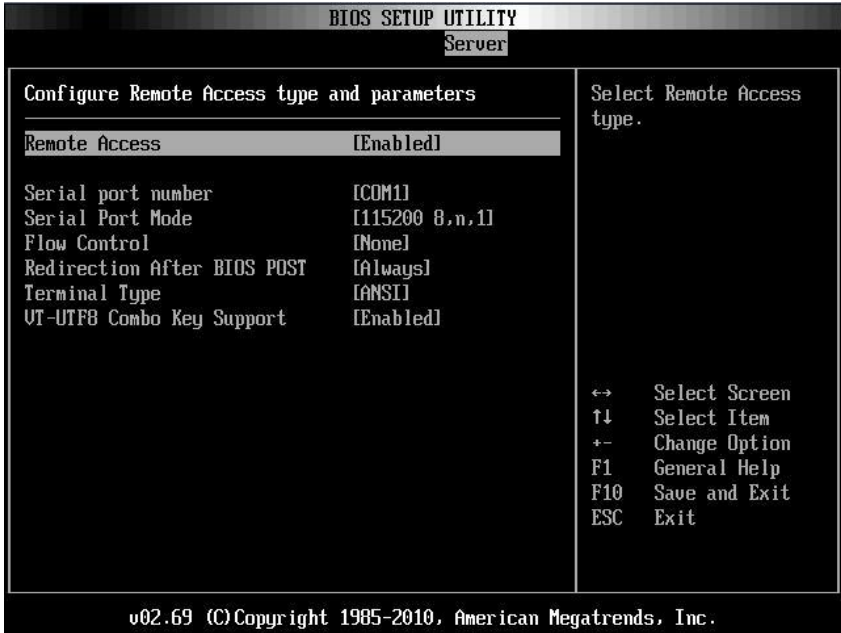 BIOS SETUP UTILITY
Server
Configure Remote Access type and parameters
Remote Access [Enabled]
Serial port number [COM1]
Serial Port Mode [115200 8,n,1]
Flow Control [None]
Redirection After BIOS POST [Always]
Terminal Type [ANSI]
VT-UTF8 Combo Key Support [Enabled]
Select Remote Access
type.
↔ Select Screen
↑↓ Select Item
+- Change Option
F1 General Help
F10 Save and Exit
ESC Exit
v02.69 (C)Copyright 1985-2010, American Megatrends, Inc.